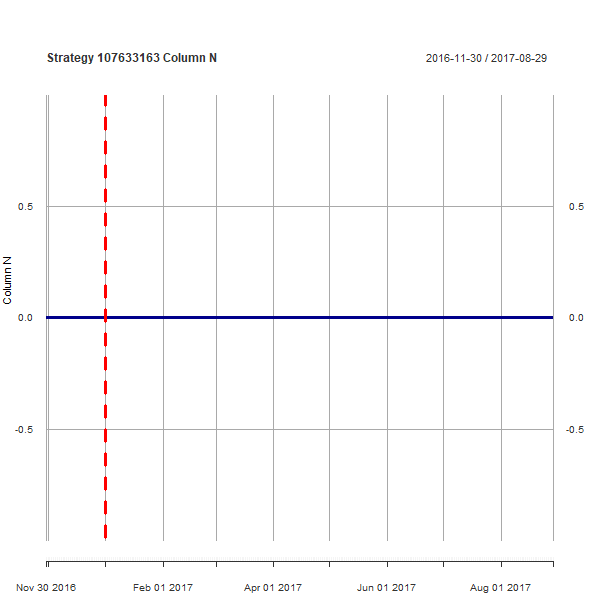 Strategy 107633163 Column N
2016-11-30 / 2017-08-29
Column N
0.5
0.5
0.0
0.0
-0.5
-0.5
Nov 30 2016
Feb 01 2017
Apr 01 2017
Jun 01 2017
Aug 01 2017